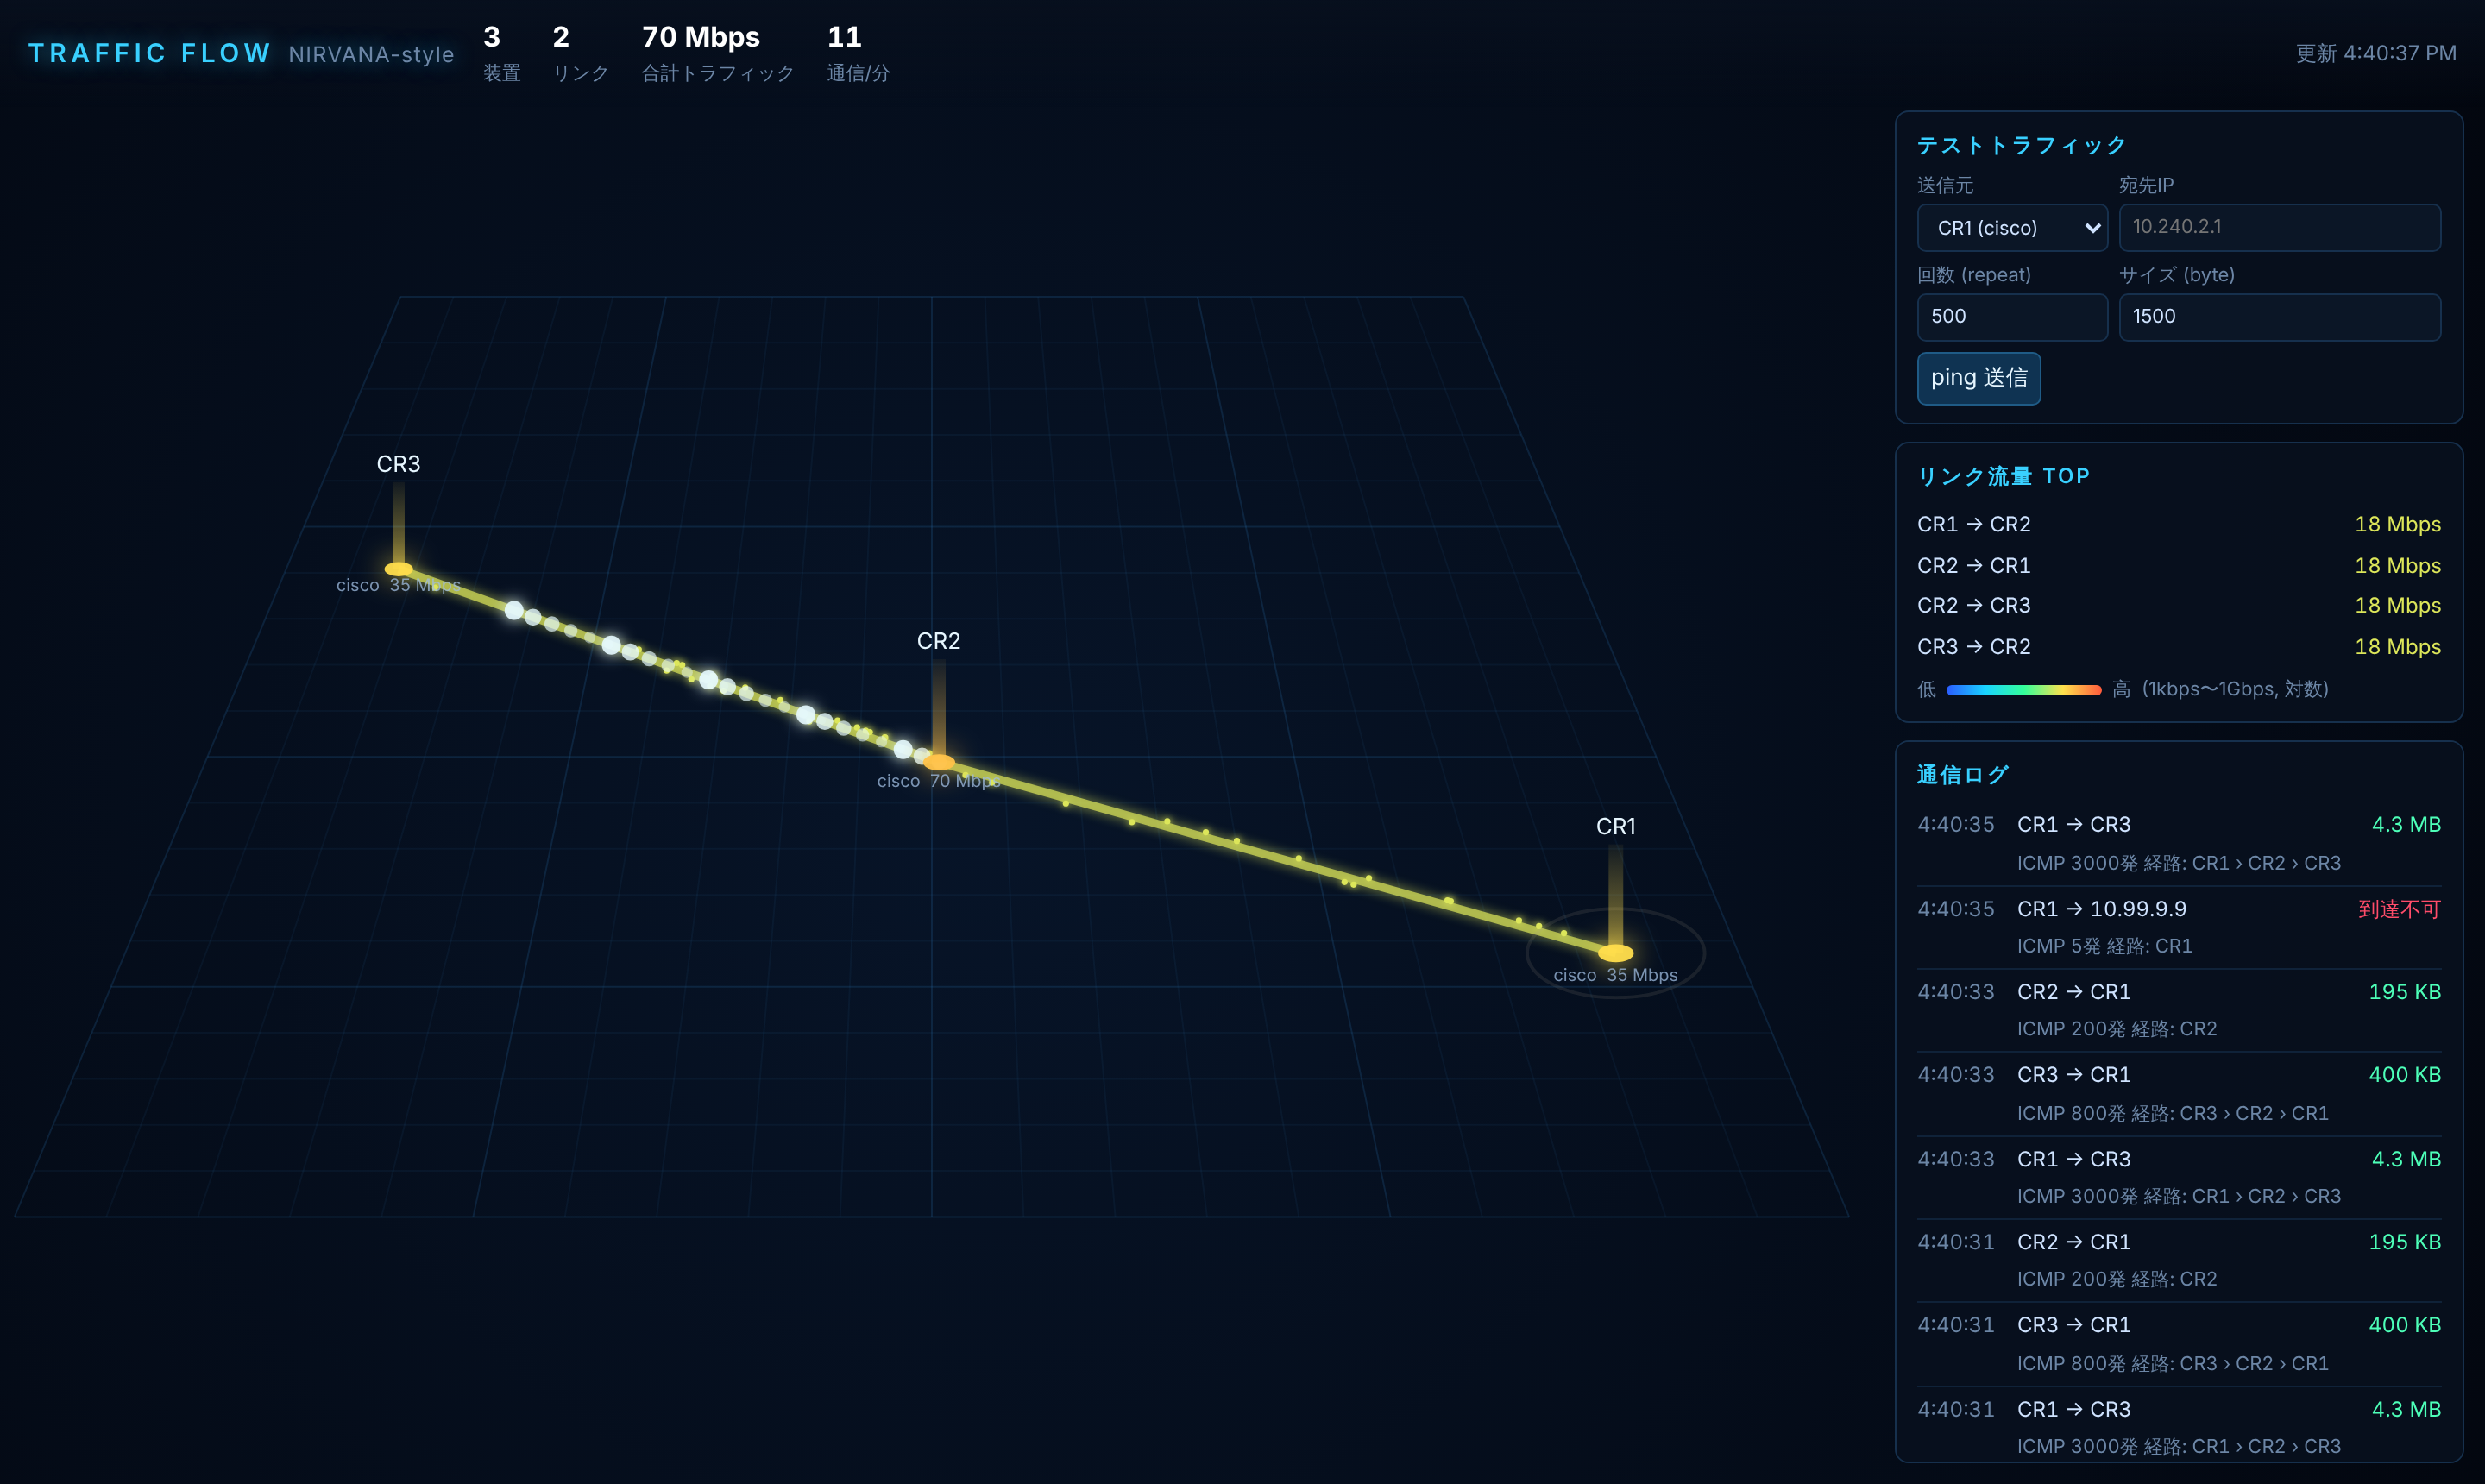 TRAFFIC FLOW NIRVANA-style
3 2 70 Mbps 11
装置 リンク 合計トラフィック 通信/分
更新 4:40:37 PM
CR3
cisco 35 Mbps
CR2
cisco 70 Mbps
CR1
cisco 35 Mbps
テストトラフィック
送信元 宛先IP
CR1 (cisco) 10.240.2.1
回数 (repeat) サイズ (byte)
500 1500
ping 送信
リンク流量 TOP
CR1 → CR2 18 Mbps
CR2 → CR1 18 Mbps
CR2 → CR3 18 Mbps
CR3 → CR2 18 Mbps
低 高 (1kbps〜1Gbps, 対数)
通信ログ
4:40:35 CR1 → CR3 4.3 MB
ICMP 3000発 経路: CR1 › CR2 › CR3
4:40:35 CR1 → 10.99.9.9 到達不可
ICMP 5発 経路: CR1
4:40:33 CR2 → CR1 195 KB
ICMP 200発 経路: CR2
4:40:33 CR3 → CR1 400 KB
ICMP 800発 経路: CR3 › CR2 › CR1
4:40:33 CR1 → CR3 4.3 MB
ICMP 3000発 経路: CR1 › CR2 › CR3
4:40:31 CR2 → CR1 195 KB
ICMP 200発 経路: CR2
4:40:31 CR3 → CR1 400 KB
ICMP 800発 経路: CR3 › CR2 › CR1
4:40:31 CR1 → CR3 4.3 MB
ICMP 3000発 経路: CR1 › CR2 › CR3